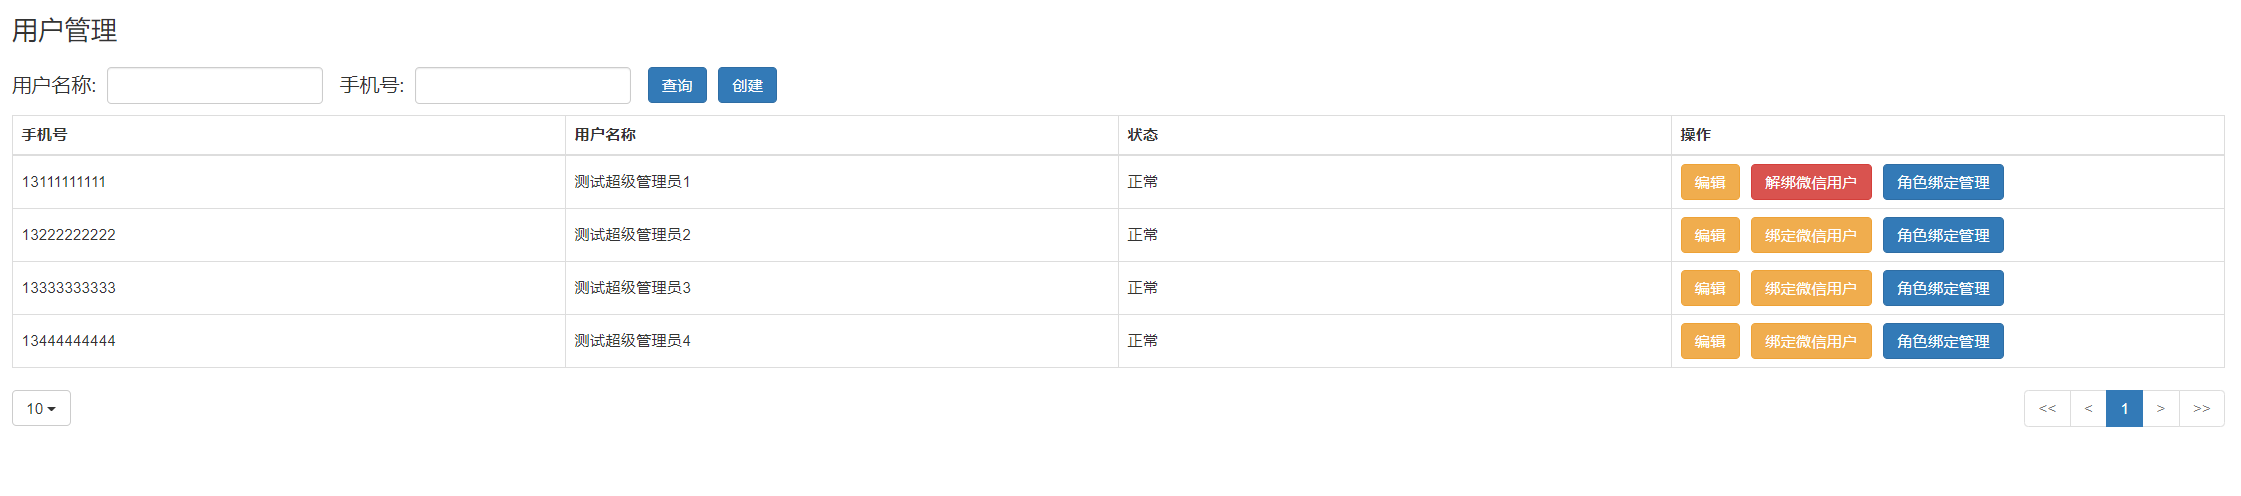 用户管理
用户名称: 手机号: 查询 创建
手机号 用户名称 状态 操作
13111111111 测试超级管理员1 正常 编辑 解绑微信用户 角色绑定管理
13222222222 测试超级管理员2 正常 编辑 绑定微信用户 角色绑定管理
13333333333 测试超级管理员3 正常 编辑 绑定微信用户 角色绑定管理
13444444444 测试超级管理员4 正常 编辑 绑定微信用户 角色绑定管理
10 << < 1 > >>